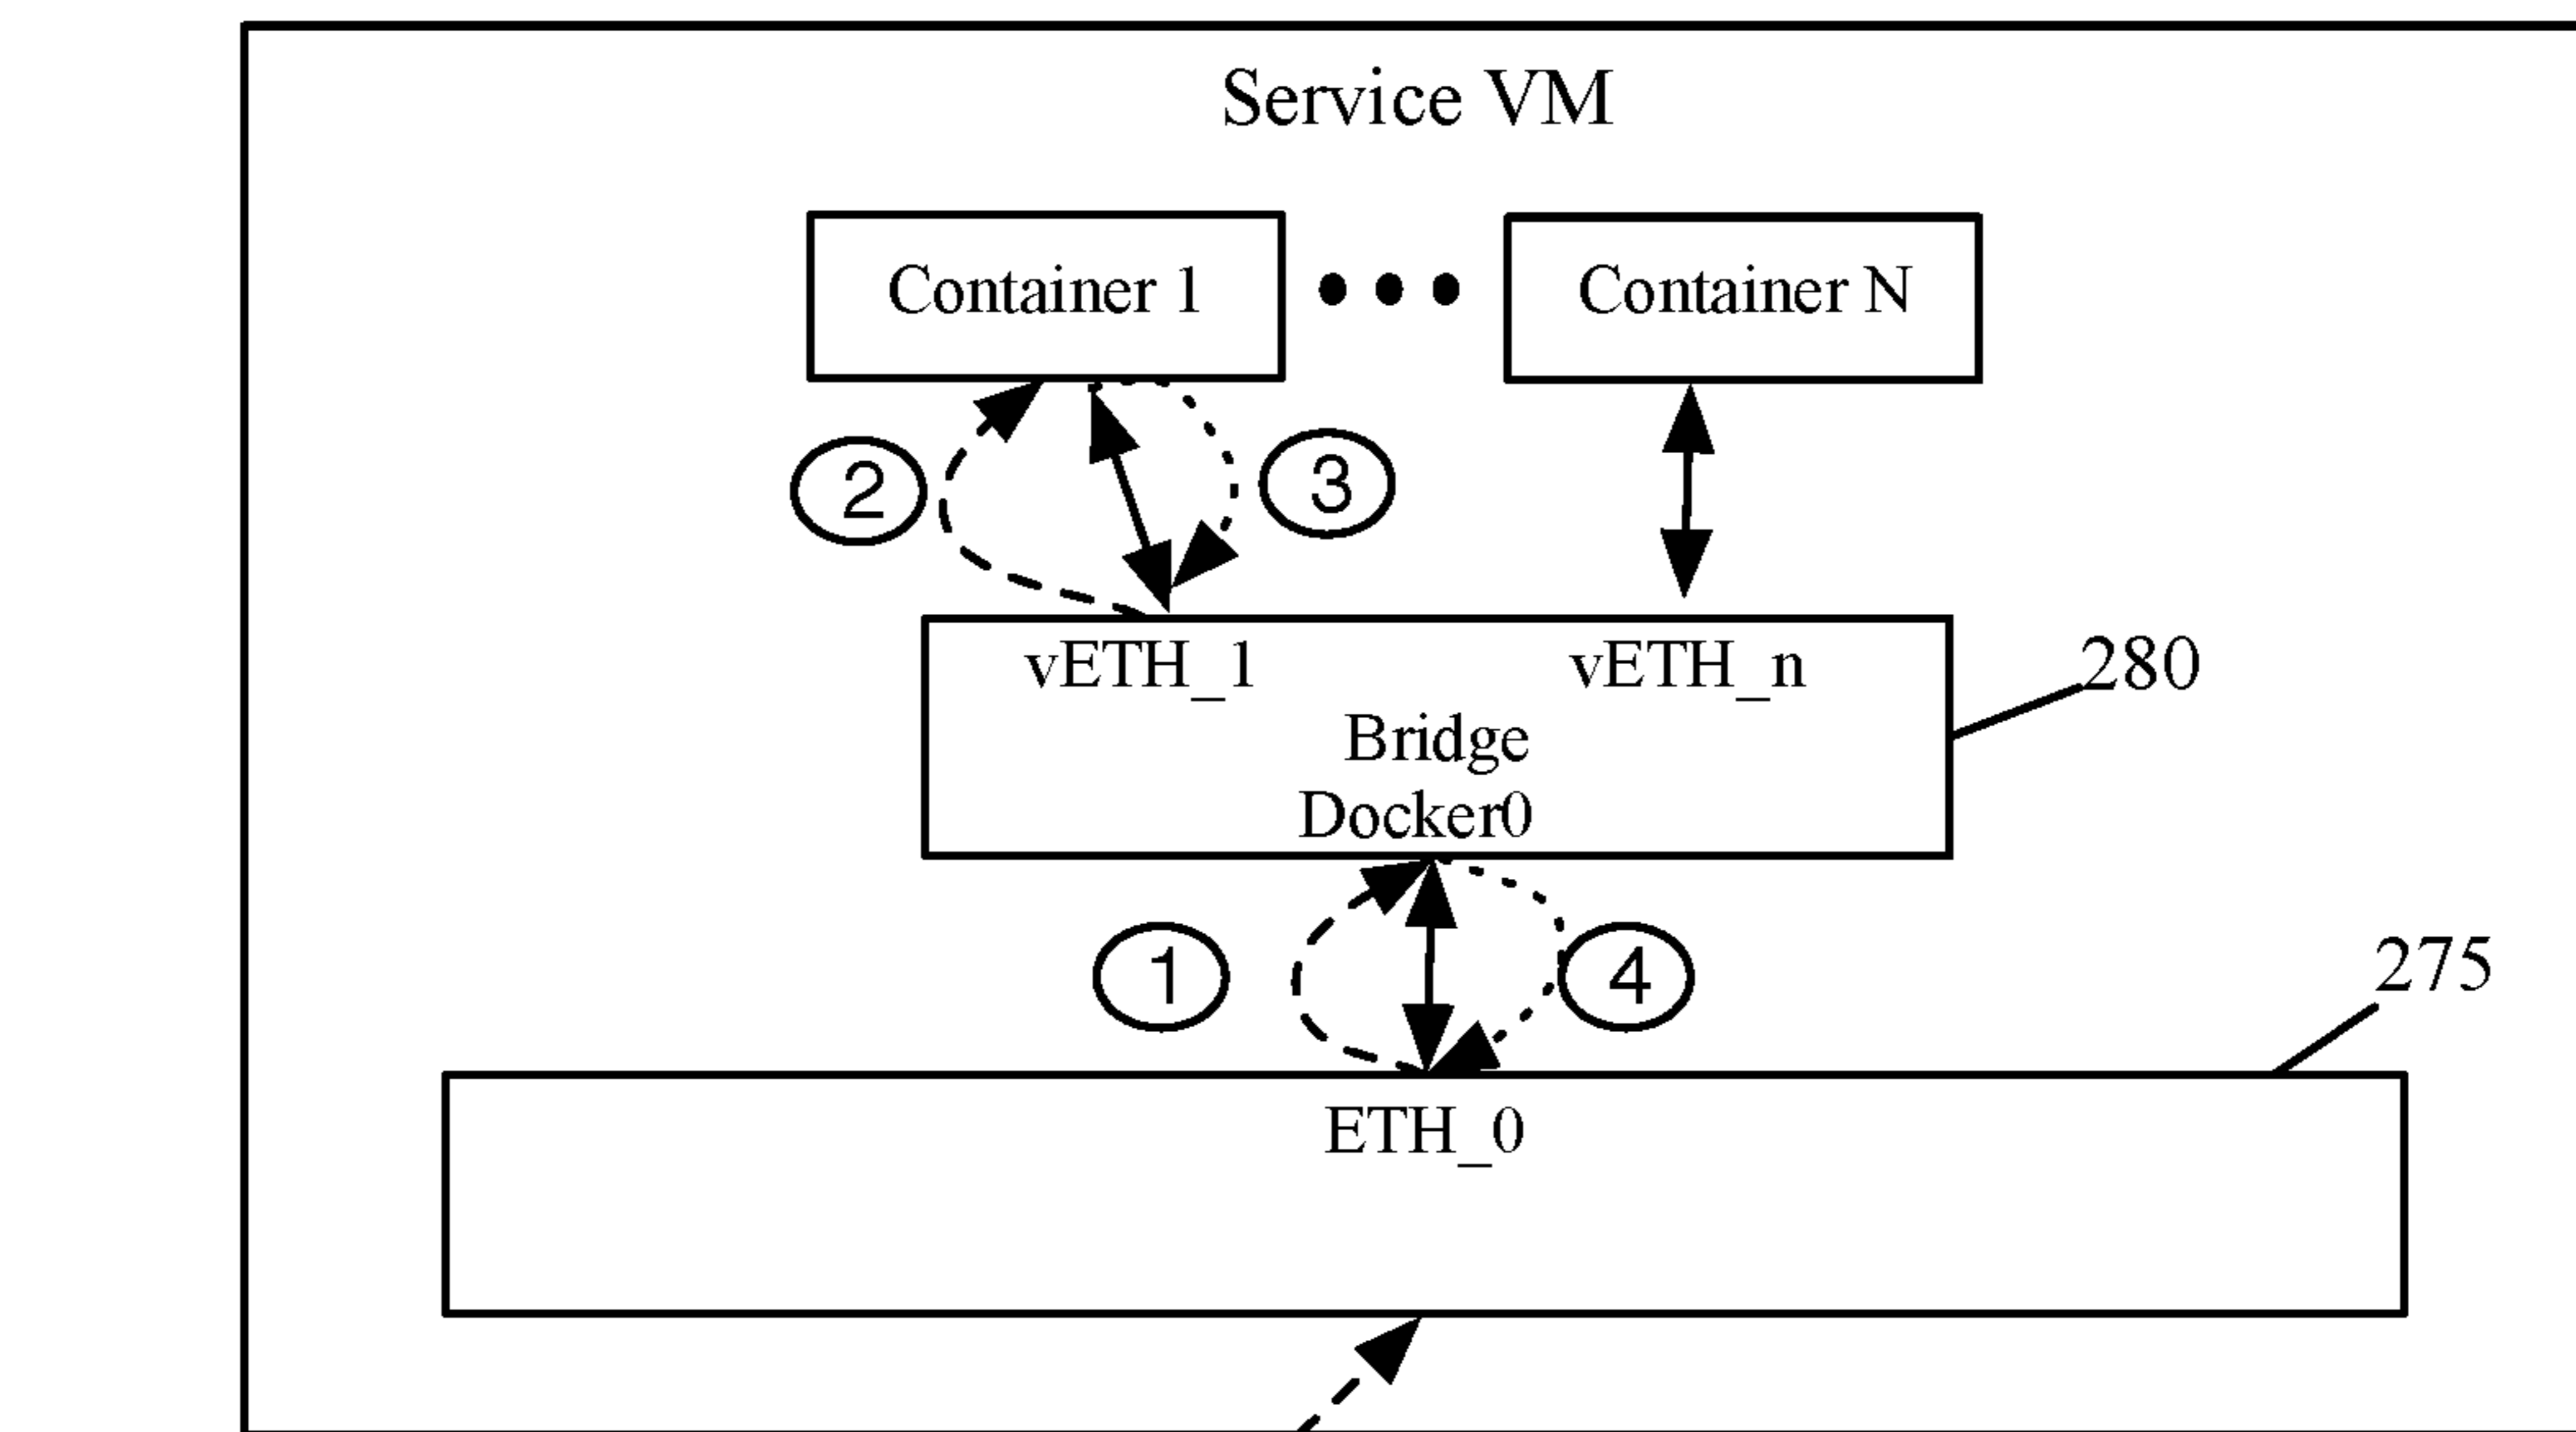 Service VM
Container 1
Container N
2
3
vETH_1
vETH_n
280
Bridge
Docker0
1
4
275
ETH_0